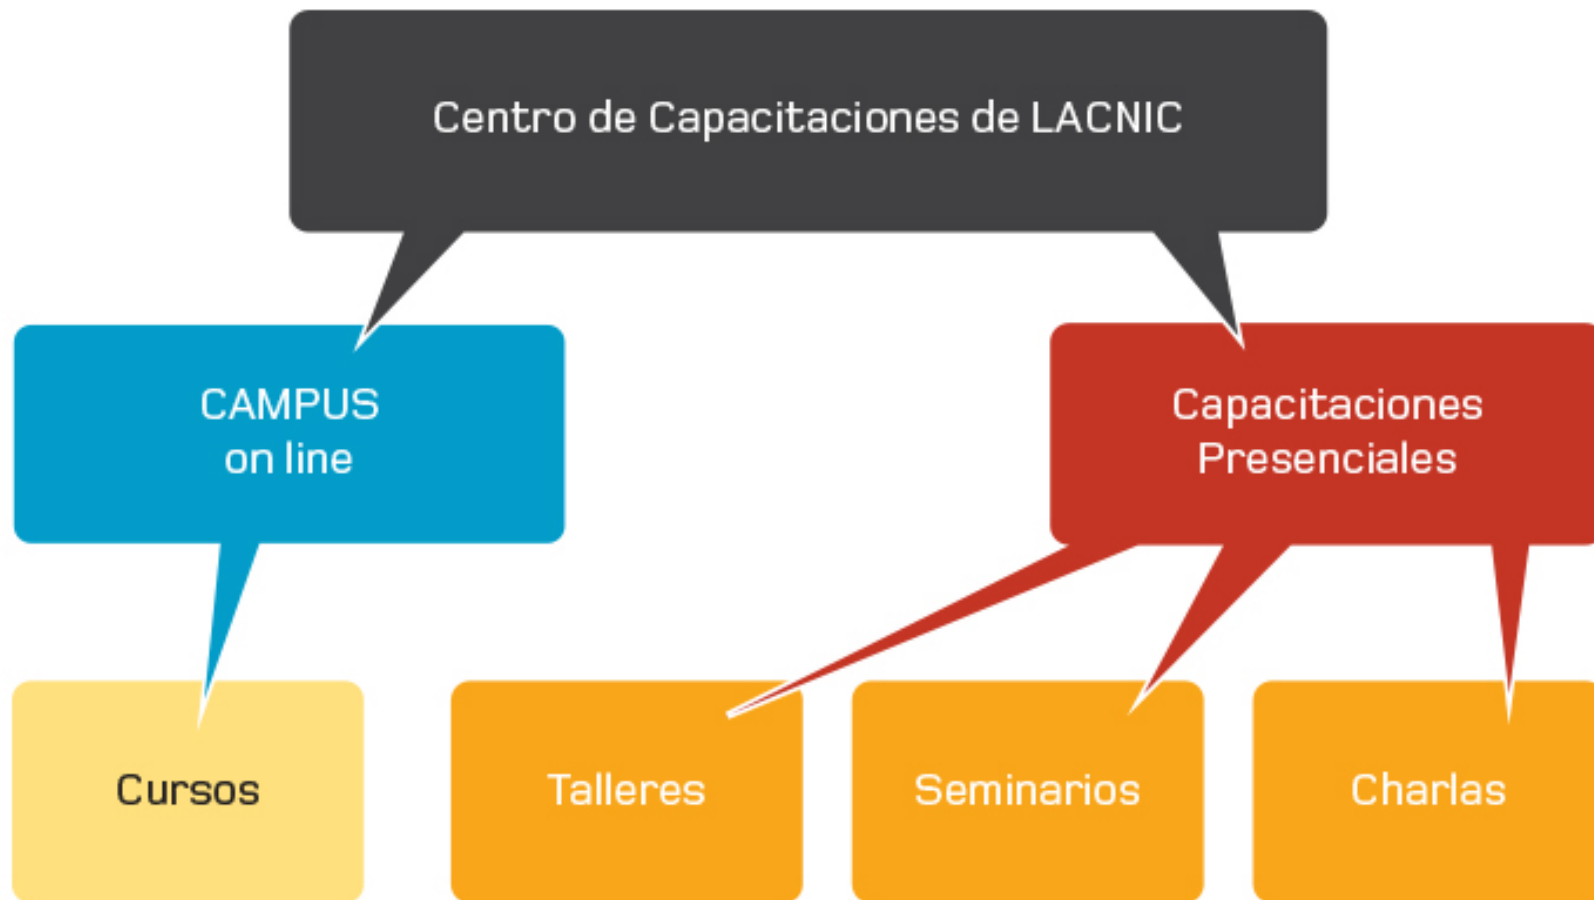 Centro de Capacitaciones de LACNIC
CAMPUS
on line
Capacitaciones
Presenciales
Cursos
Talleres
Seminarios
Charlas